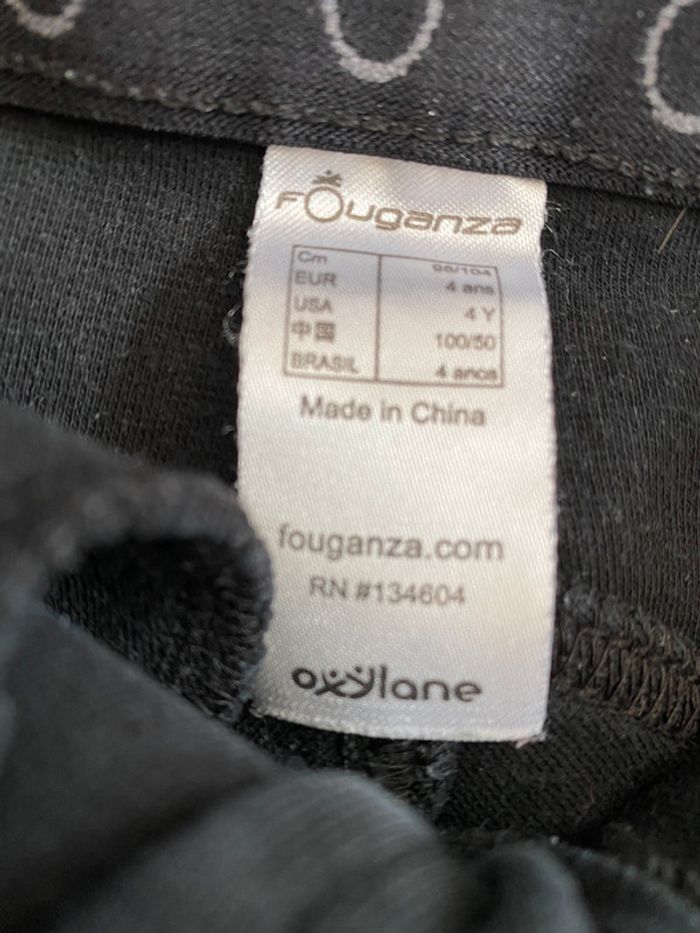 FOuganza
Cm 98/104
EUR 4 ans
USA 4 Y
中国 100/50
BRASIL 4 anos
Made in China
fouganza.com
RN #134604
oxylane